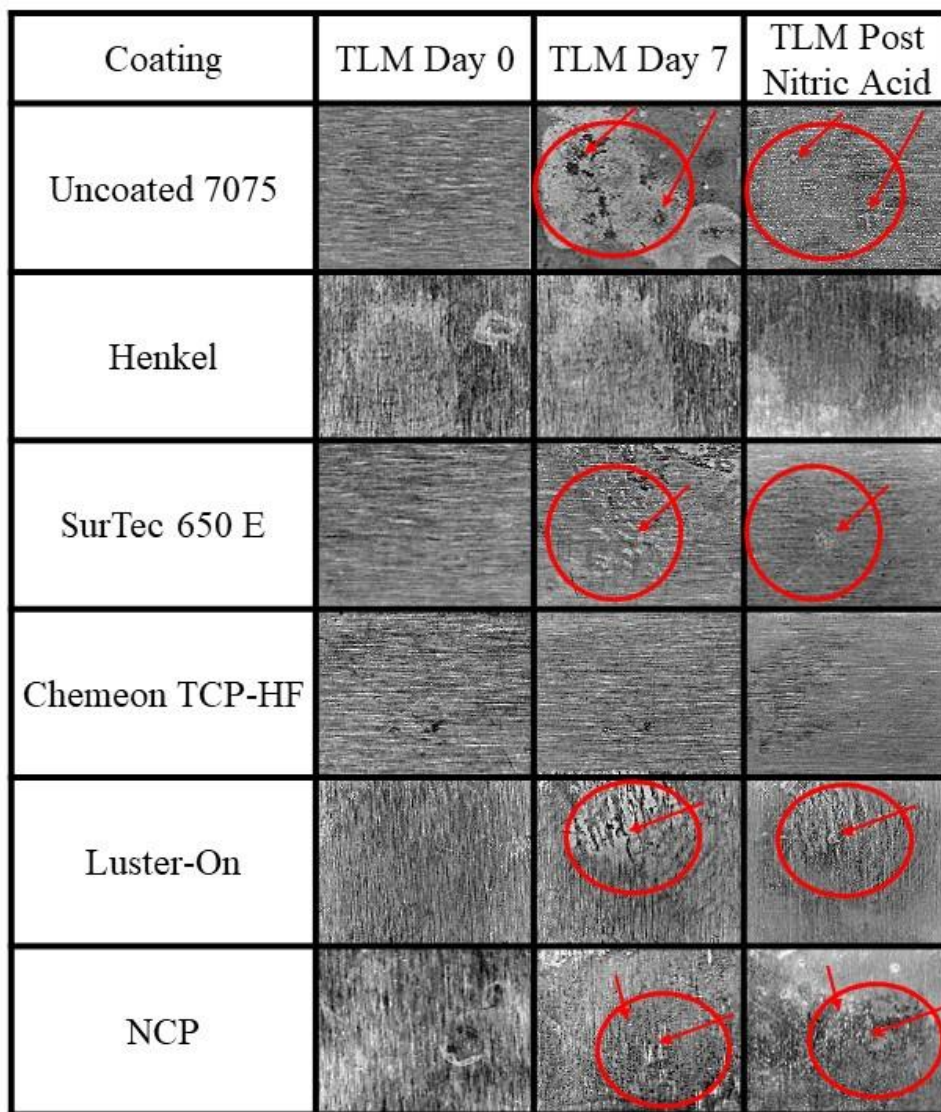 Coating
TLM Day 0
TLM Day 7
TLM Post
Nitric Acid
Uncoated 7075
Henkel
SurTec 650 E
Chemeon TCP-HF
Luster-On
NCP